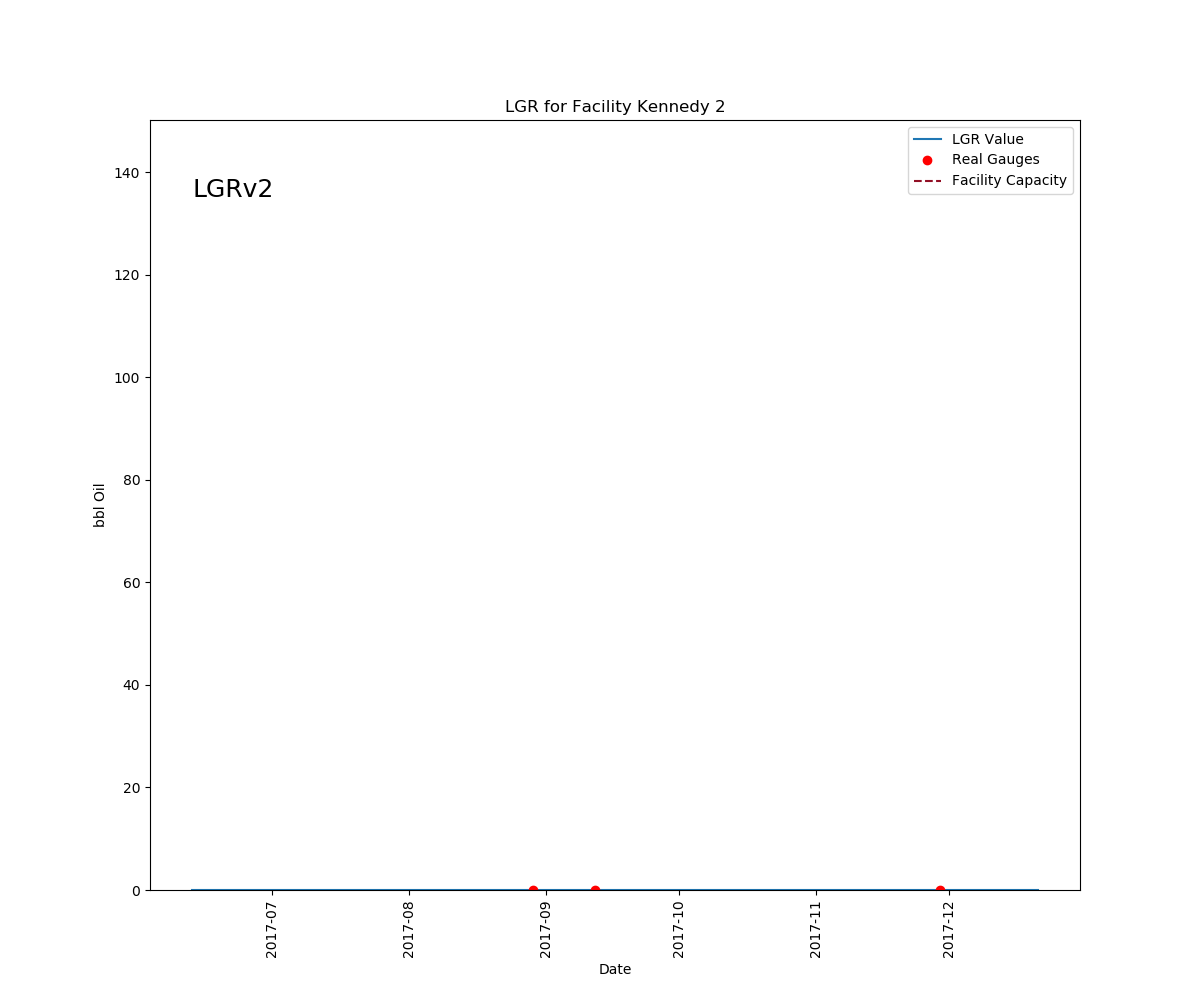 LGR for Facility Kennedy 2
LGR Value
Real Gauges
Facility Capacity
LGRv2
140
120
100
80
60
40
20
0
bbl Oil
2017-07
2017-08
2017-09
2017-10
2017-11
2017-12
Date